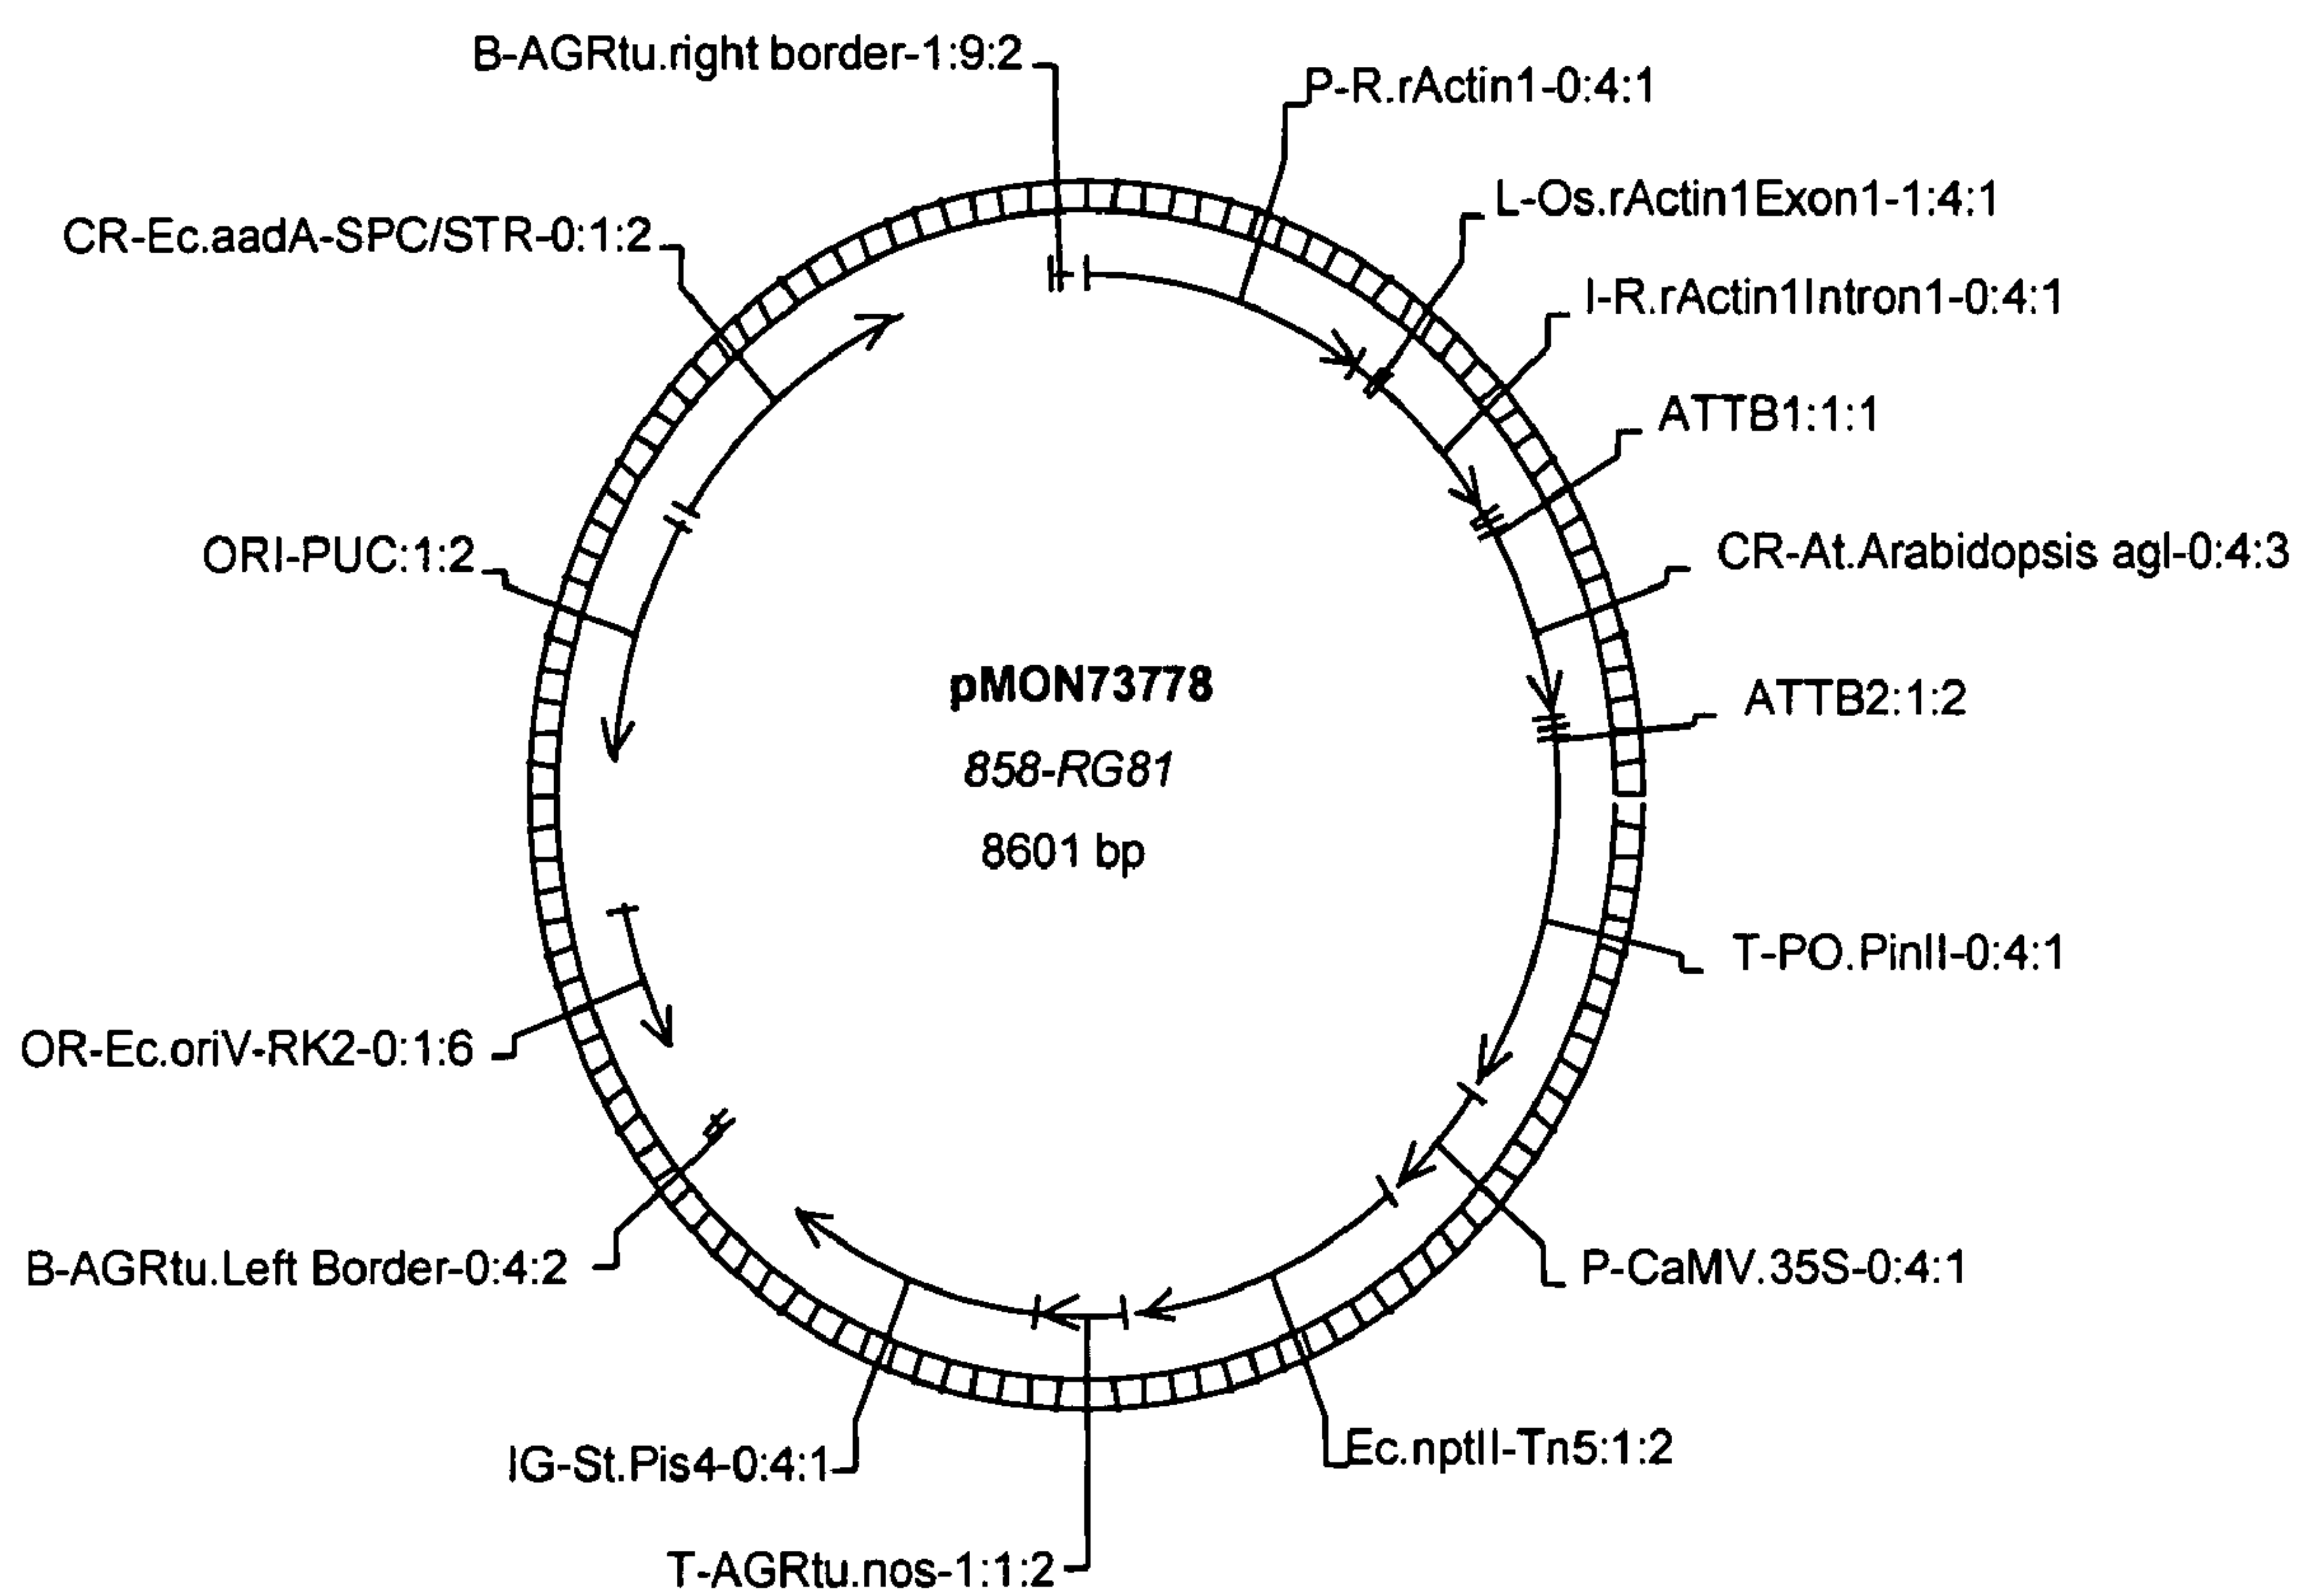 B-AGRtu.right border-1:9:2
P-R.rActin1-0:4:1
L-Os.rActin1Exon1-1:4:1
CR-Ec.aadA-SPC/STR-0:1:2
I-R.rActin1Intron1-0:4:1
ATTB1:1:1
ORI-PUC:1:2
CR-At.Arabidopsis agl-0:4:3
pMON73778
ATTB2:1:2
858-RG81
8601 bp
T-PO.PinII-0:4:1
OR-Ec.oriV-RK2-0:1:6
B-AGRtu.Left Border-0:4:2
P-CaMV.35S-0:4:1
IG-St.Pis4-0:4:1
Ec.nptII-Tn5:1:2
T-AGRtu.nos-1:1:2